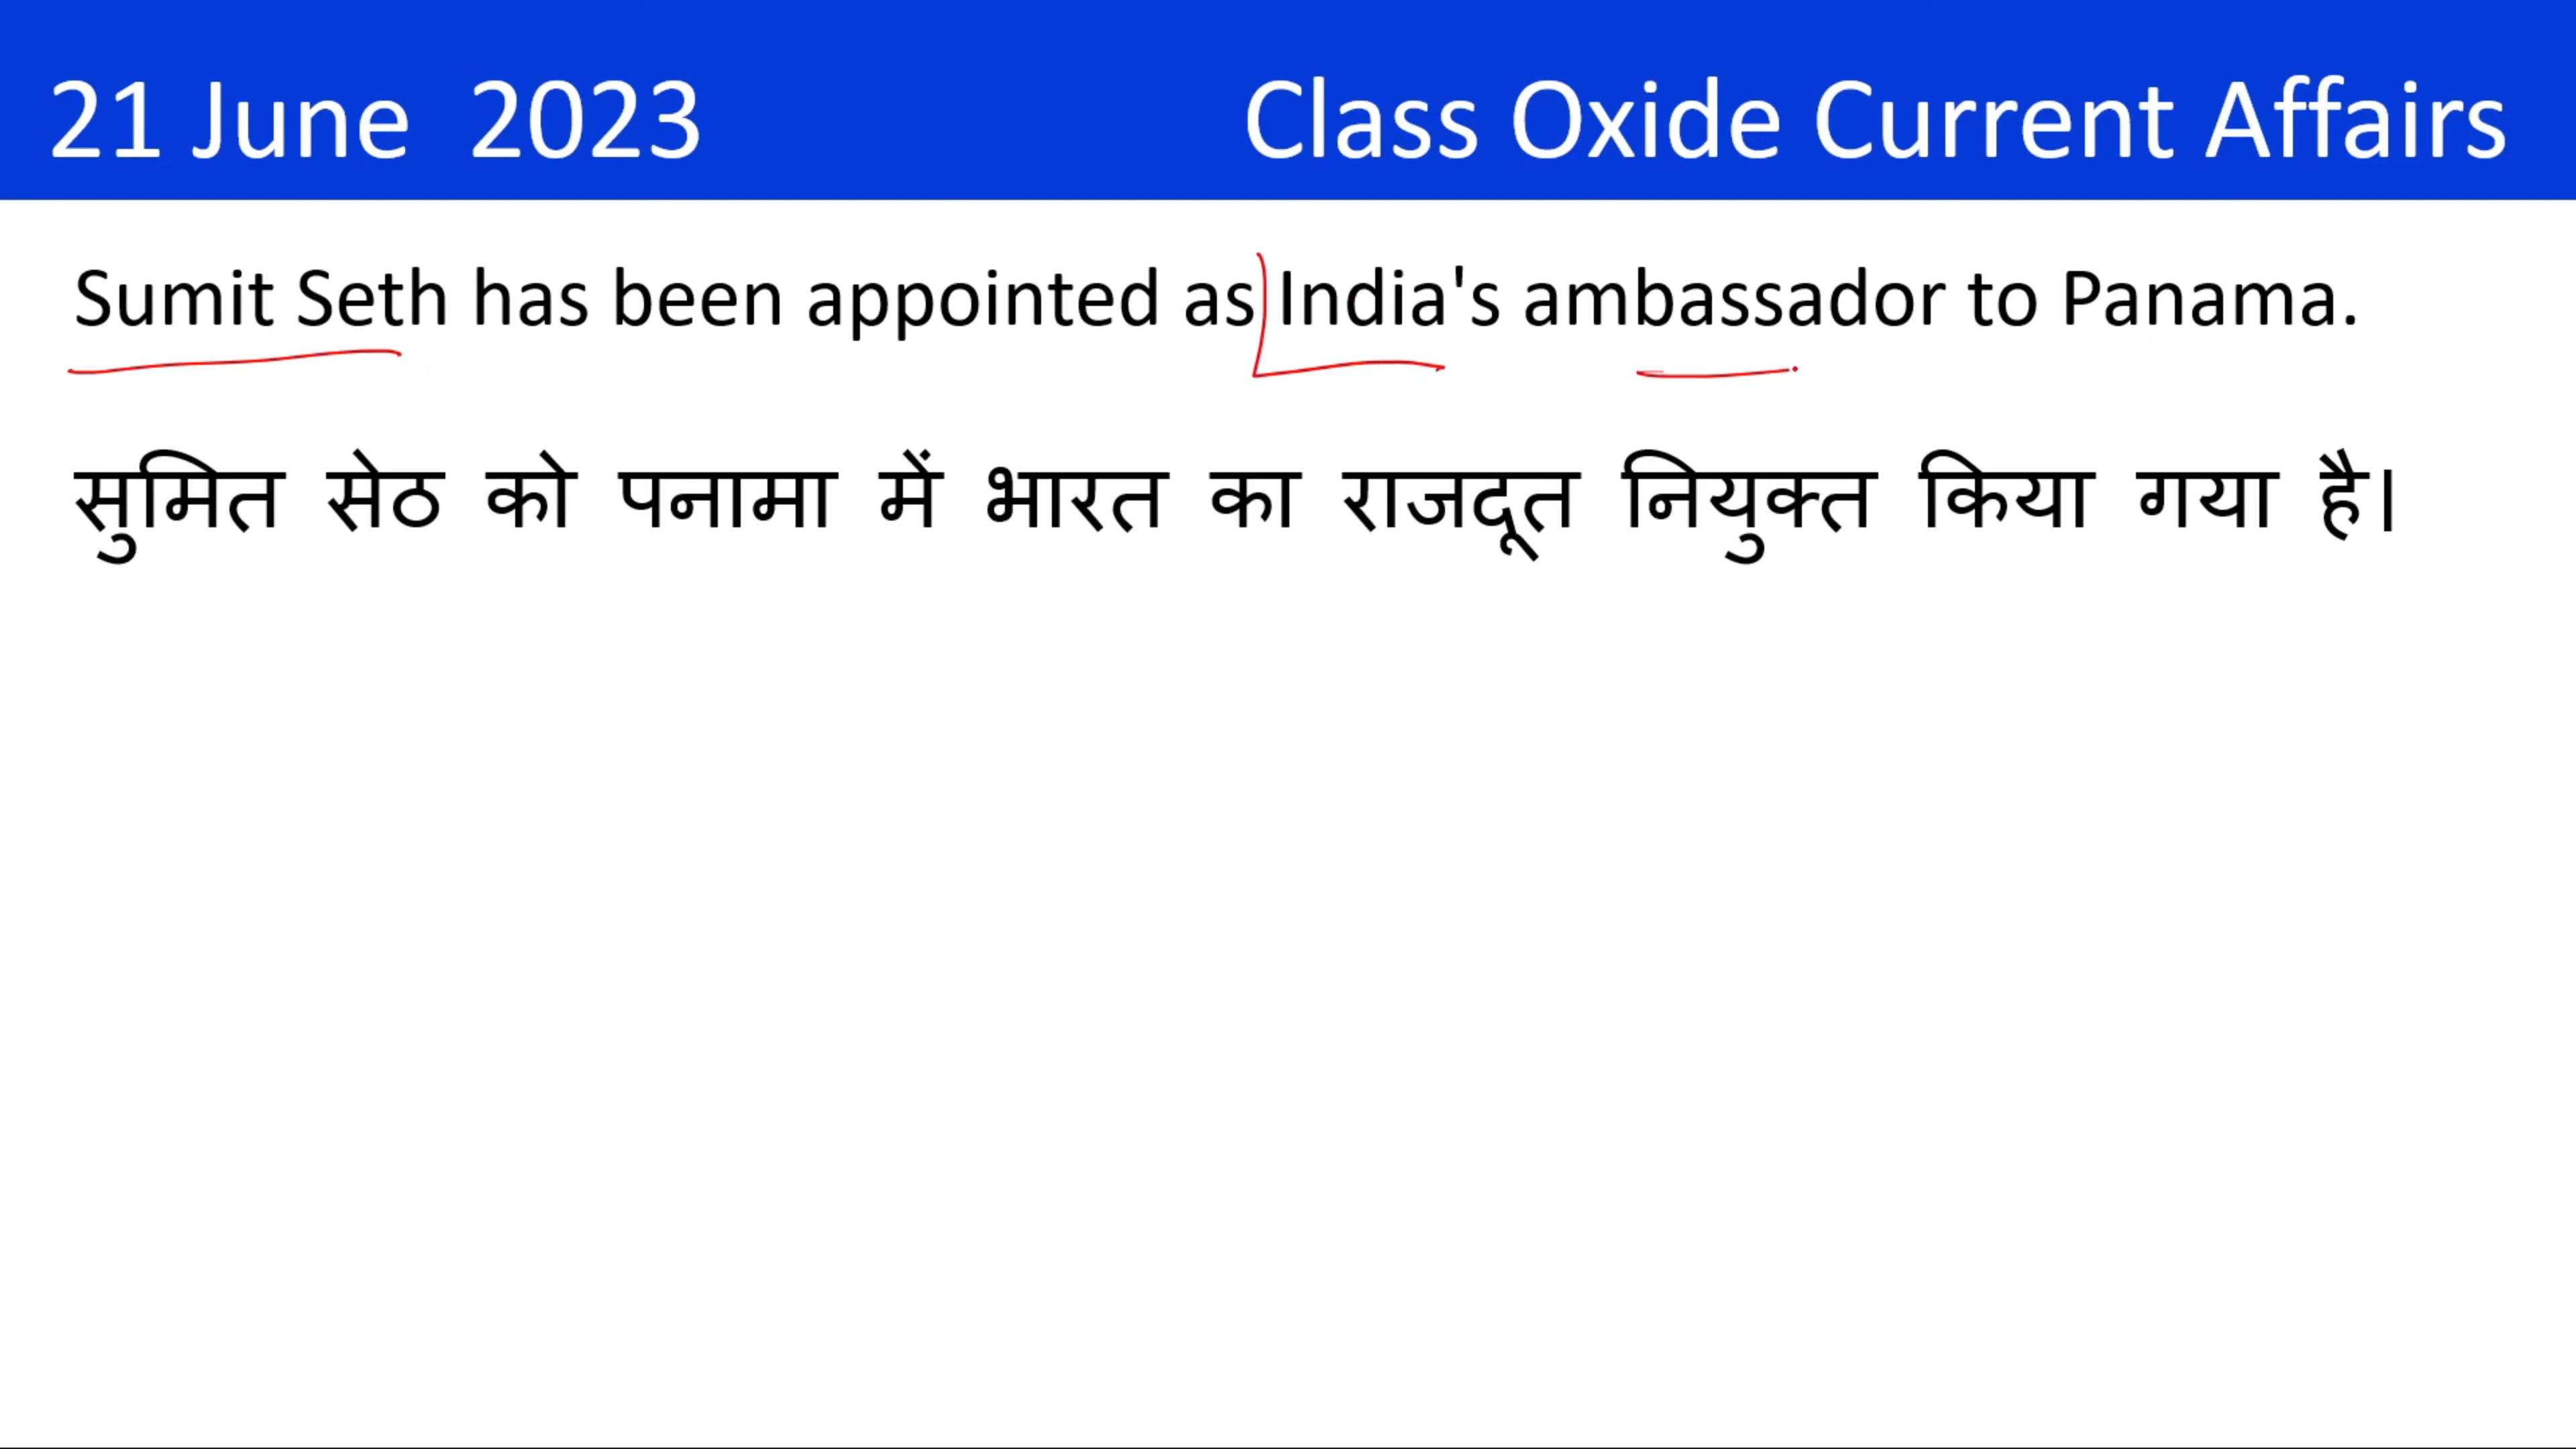 21 June 2023 Class Oxide Current Affairs
Sumit Seth has been appointed as India's ambassador to Panama.
सुमित सेठ को पनामा में भारत का राजदूत नियुक्त किया गया है।